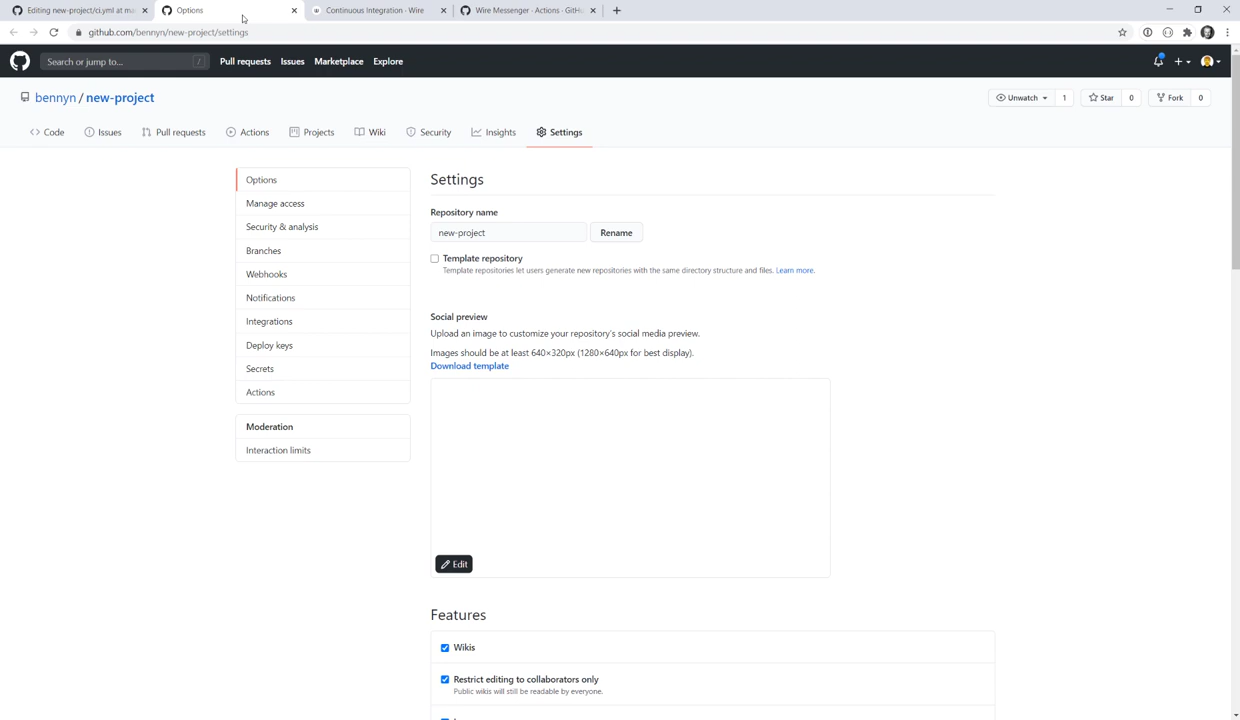 Editing new-project/ci.yml at ma
Options
Continuous Integration · Wire
Wire Messenger · Actions · GitHu
github.com/bennyn/new-project/settings
Search or jump to... /
Pull requests Issues Marketplace Explore
bennyn / new-project
Unwatch 1
Star 0
Fork 0
Code Issues Pull requests Actions Projects Wiki Security Insights Settings
Options
Manage access
Security & analysis
Branches
Webhooks
Notifications
Integrations
Deploy keys
Secrets
Actions
Moderation
Interaction limits
Settings
Repository name
new-project Rename
Template repository
Template repositories let users generate new repositories with the same directory structure and files. Learn more.
Social preview
Upload an image to customize your repository's social media preview.
Images should be at least 640×320px (1280×640px for best display).
Download template
Edit
Features
Wikis
Restrict editing to collaborators only
Public wikis will still be readable by everyone.